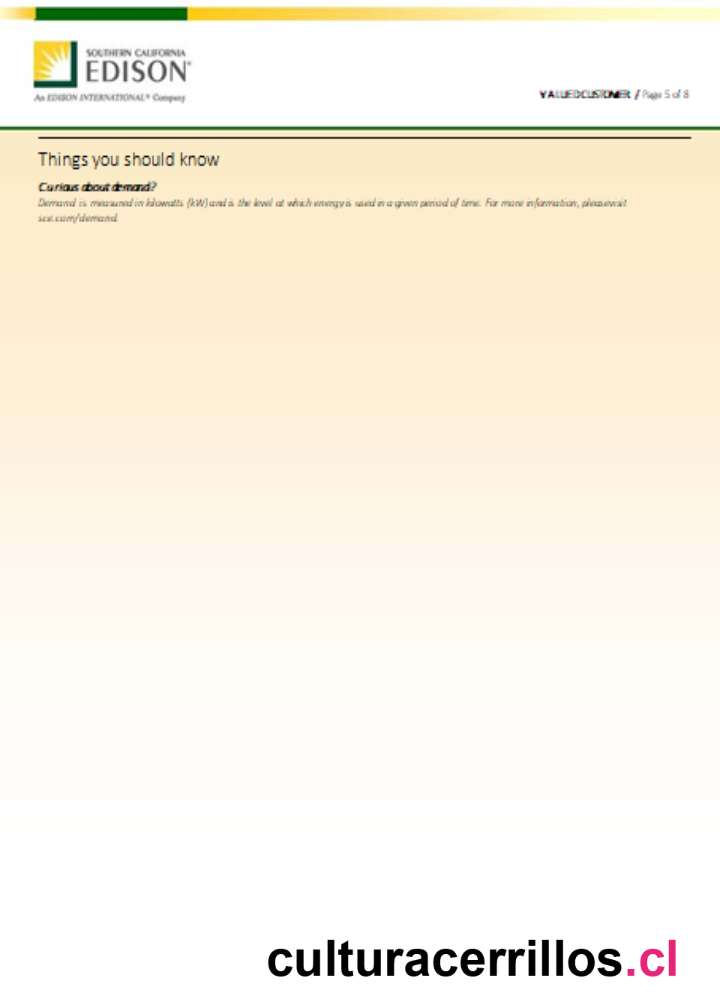 SOUTHERN CALIFORNIA
EDISON®
An EDISON INTERNATIONAL® Company
VALUED CUSTOMER / Page 5 of 8
Things you should know
Curious about demand?
Demand is measured in kilowatts (kW) and is the level at which energy is used in a given period of time. For more information, please visit
sce.com/demand.
culturacerrillos.cl